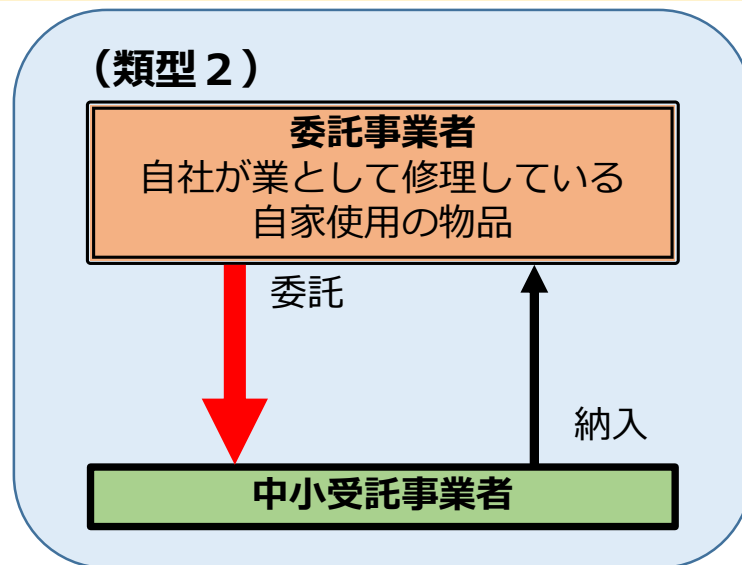 （類型２）
委託事業者
自社が業として修理している
自家使用の物品
委託
納入
中小受託事業者